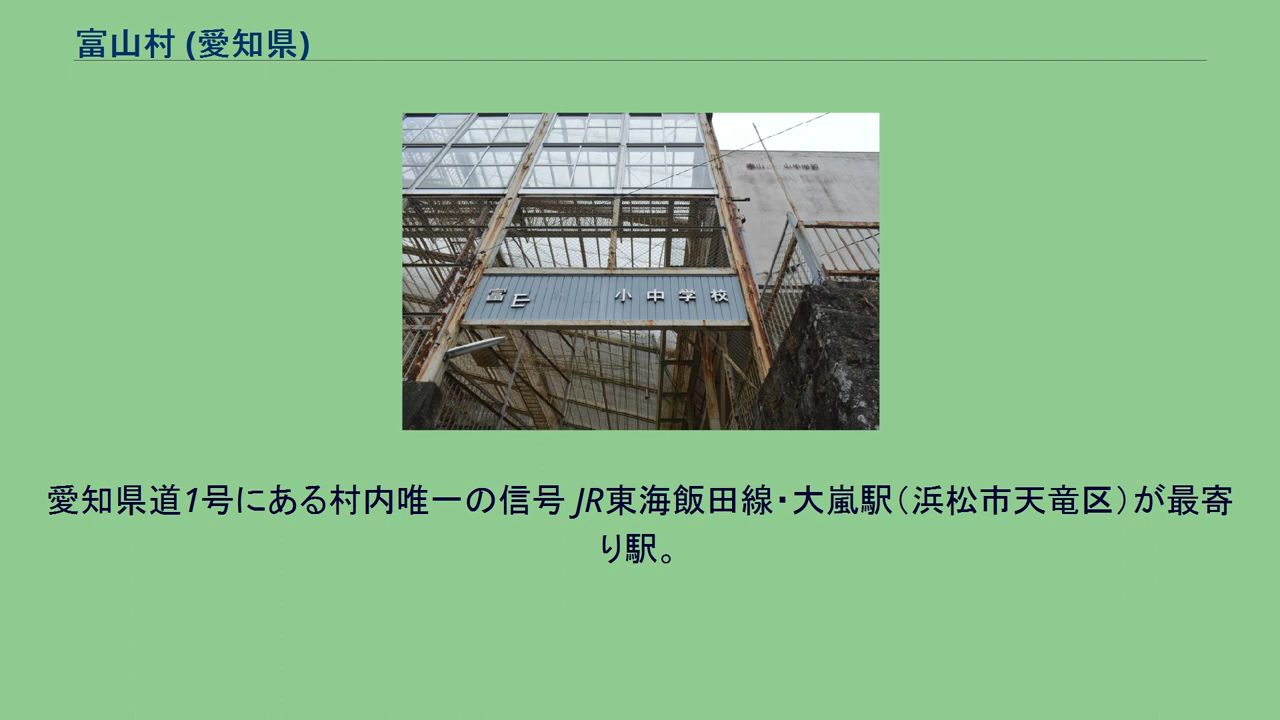 富山村 (愛知県)
富 小中学校
愛知県道1号にある村内唯一の信号 JR東海飯田線・大嵐駅（浜松市天竜区）が最寄
り駅。